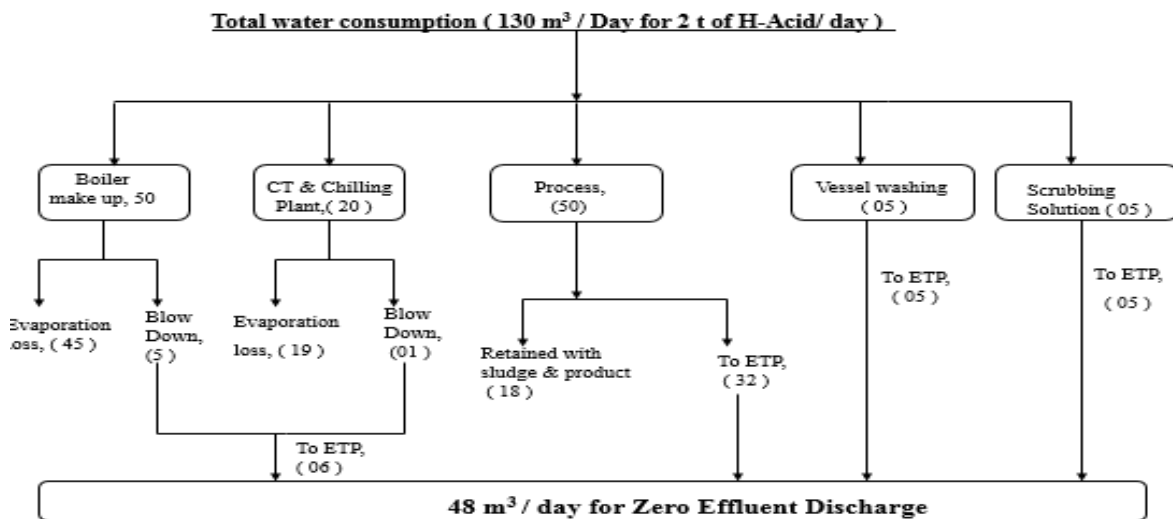 Total water consumption ( 130 m³ / Day for 2 t of H-Acid/ day )
Boiler
make up, 50
CT & Chilling
Plant,( 20 )
Process,
(50)
Vessel washing
( 05 )
Scrubbing
Solution ( 05 )
Evaporation
loss, ( 45 )
Blow
Down,
(5)
Evaporation
loss, ( 19 )
Blow
Down,
(01 )
Retained with
sludge & product
( 18 )
To ETP,
( 32 )
To ETP,
( 05 )
To ETP,
( 05 )
To ETP,
( 06 )
48 m³ / day for Zero Effluent Discharge